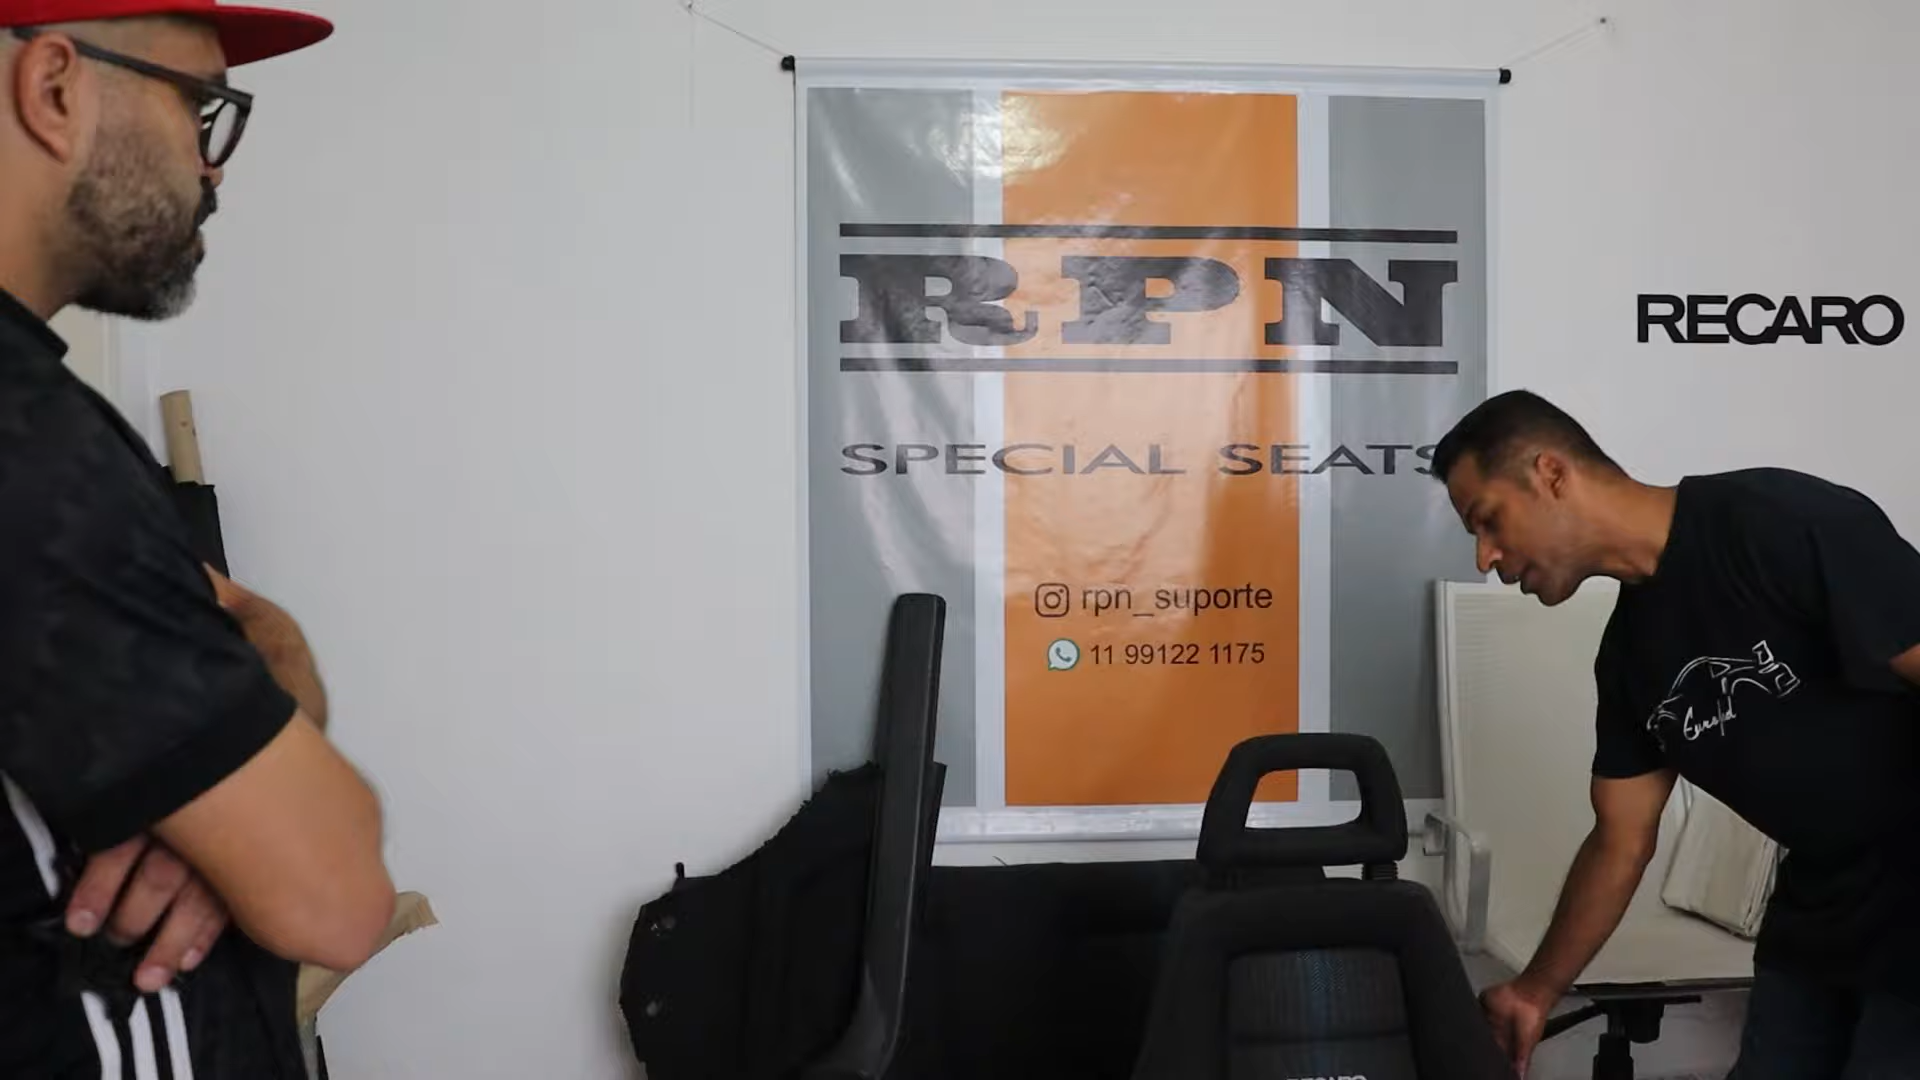 RPN
RECARO
SPECIAL SEATS
rpn_suporte
11 99122 1175